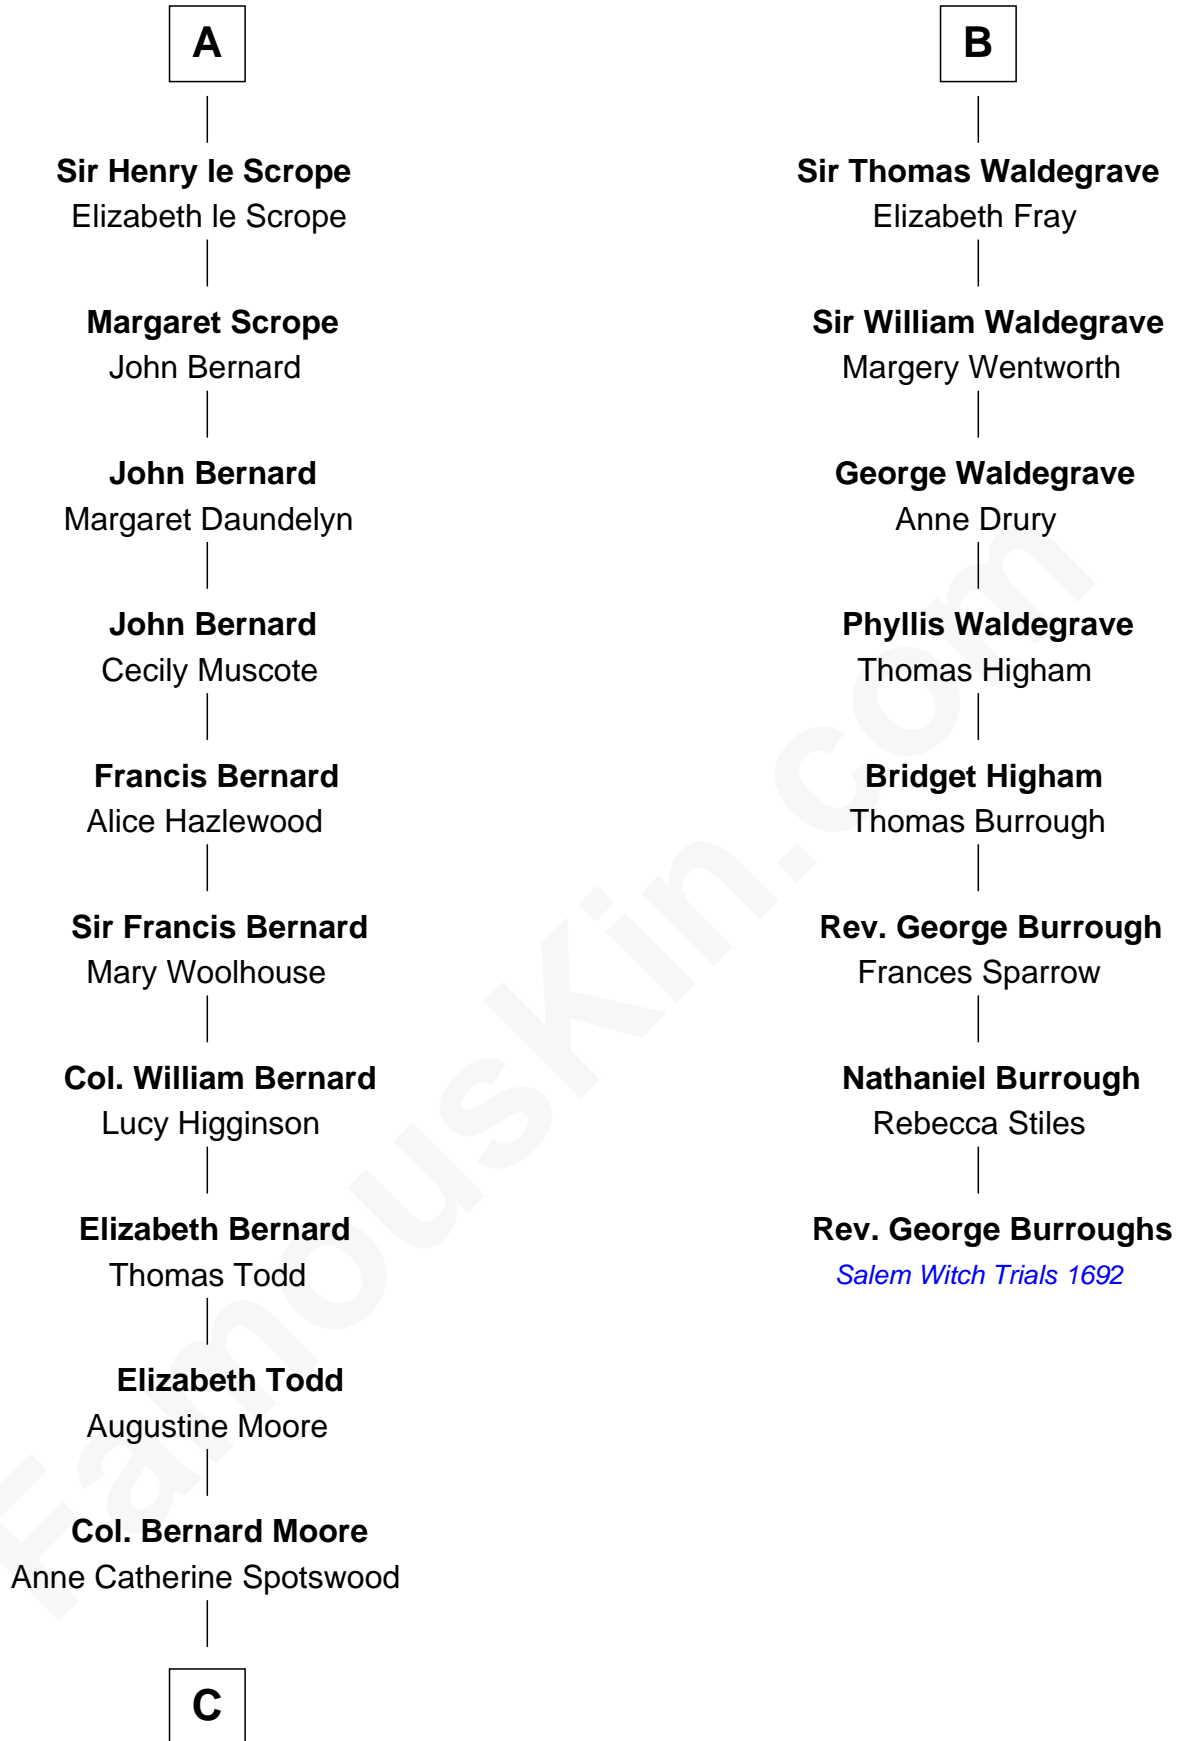 A
Sir Henry le Scrope
Elizabeth le Scrope
Margaret Scrope
John Bernard
John Bernard
Margaret Daundelyn
John Bernard
Cecily Muscote
Francis Bernard
Alice Hazlewood
Sir Francis Bernard
Mary Woolhouse
Col. William Bernard
Lucy Higginson
Elizabeth Bernard
Thomas Todd
Elizabeth Todd
Augustine Moore
Col. Bernard Moore
Anne Catherine Spotswood
C
B
Sir Thomas Waldegrave
Elizabeth Fray
Sir William Waldegrave
Margery Wentworth
George Waldegrave
Anne Drury
Phyllis Waldegrave
Thomas Higham
Bridget Higham
Thomas Burrough
Rev. George Burrough
Frances Sparrow
Nathaniel Burrough
Rebecca Stiles
Rev. George Burroughs
Salem Witch Trials 1692
FamousKin.com